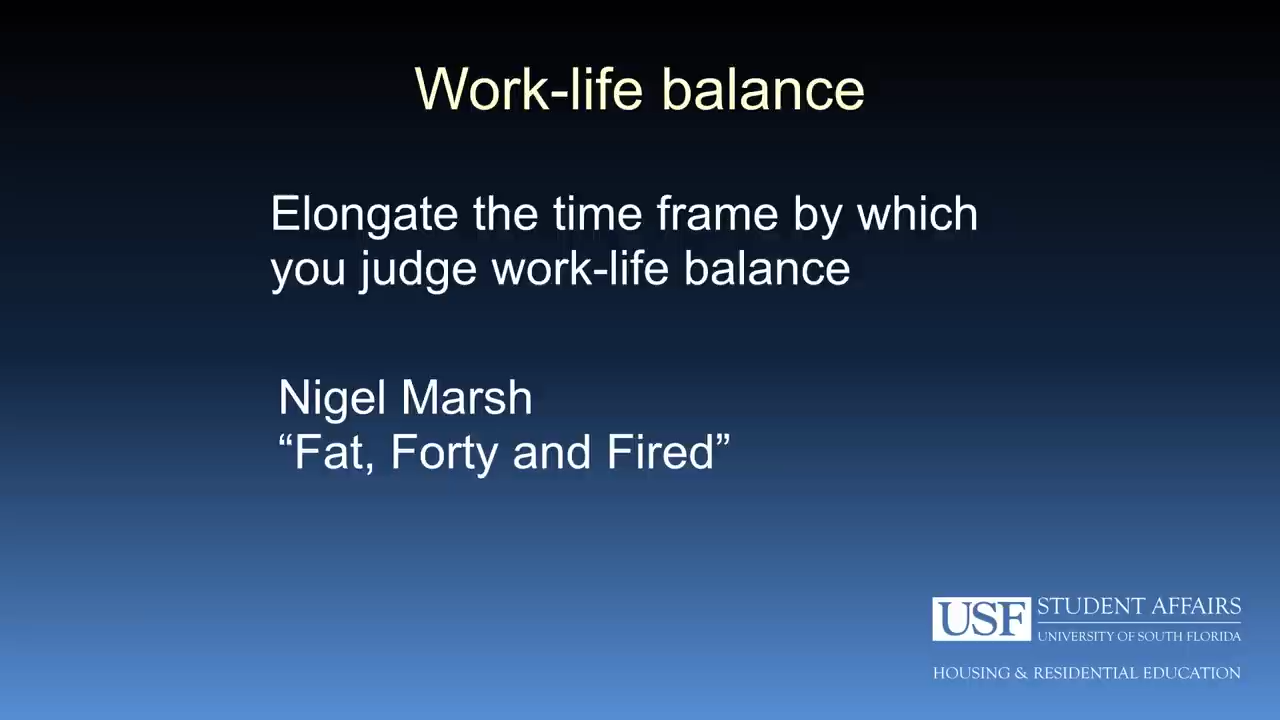 Work-life balance
Elongate the time frame by which
you judge work-life balance
Nigel Marsh
“Fat, Forty and Fired”
USF STUDENT AFFAIRS
UNIVERSITY OF SOUTH FLORIDA
HOUSING & RESIDENTIAL EDUCATION